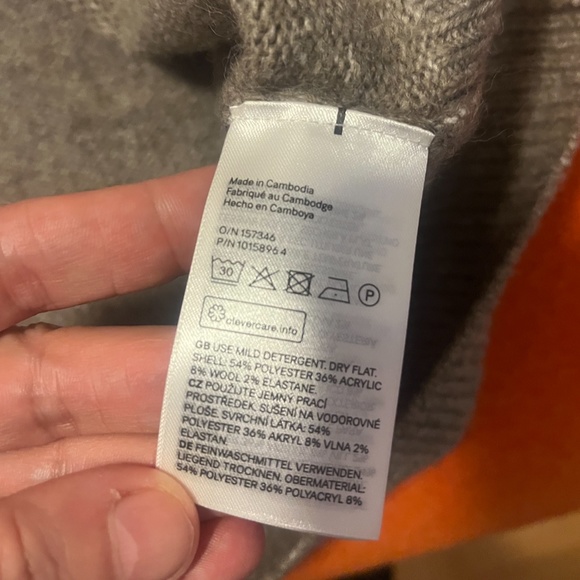 Made in Cambodia
Fabriqué au Cambodge
Hecho en Camboya
O/N 157346
P/N 1015896 4
30
P
clevercare.info
GB USE MILD DETERGENT. DRY FLAT.
SHELL: 54% POLYESTER 36% ACRYLIC
8% WOOL 2% ELASTANE.
CZ POUŽIJTE JEMNÝ PRACÍ
PROSTŘEDEK. SUŠENÍ NA VODOROVNÉ
PLOŠE. SVRCHNÍ LÁTKA: 54%
POLYESTER 36% AKRYL 8% VLNA 2%
ELASTAN.
DE FEINWASCHMITTEL VERWENDEN.
LIEGEND TROCKNEN. OBERMATERIAL:
54% POLYESTER 36% POLYACRYL 8%